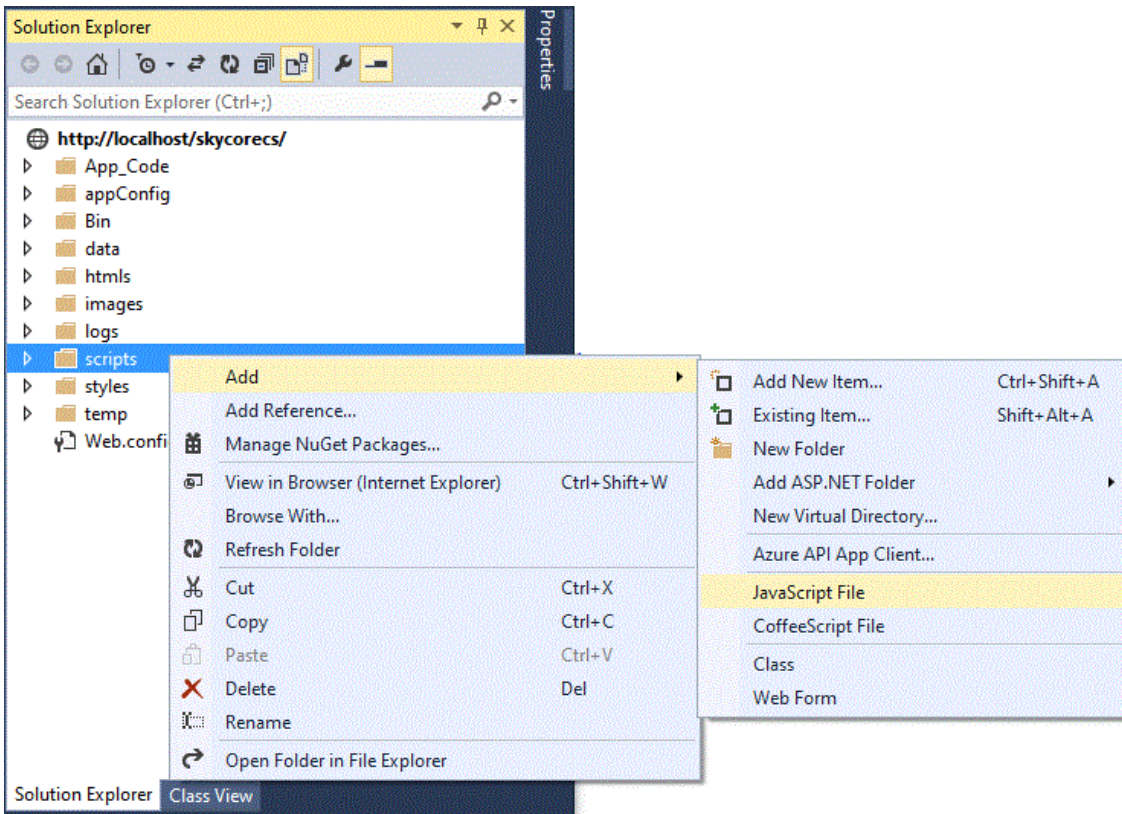 Solution Explorer
Properties
Search Solution Explorer (Ctrl+;)
http://localhost/skycorecs/
App_Code
appConfig
Bin
data
htmls
images
logs
scripts
styles
temp
Web.confi
Add
Add Reference...
Manage NuGet Packages...
View in Browser (Internet Explorer) Ctrl+Shift+W
Browse With...
Refresh Folder
Cut Ctrl+X
Copy Ctrl+C
Paste Ctrl+V
Delete Del
Rename
Open Folder in File Explorer
Add New Item... Ctrl+Shift+A
Existing Item... Shift+Alt+A
New Folder
Add ASP.NET Folder
New Virtual Directory...
Azure API App Client...
JavaScript File
CoffeeScript File
Class
Web Form
Solution Explorer Class View